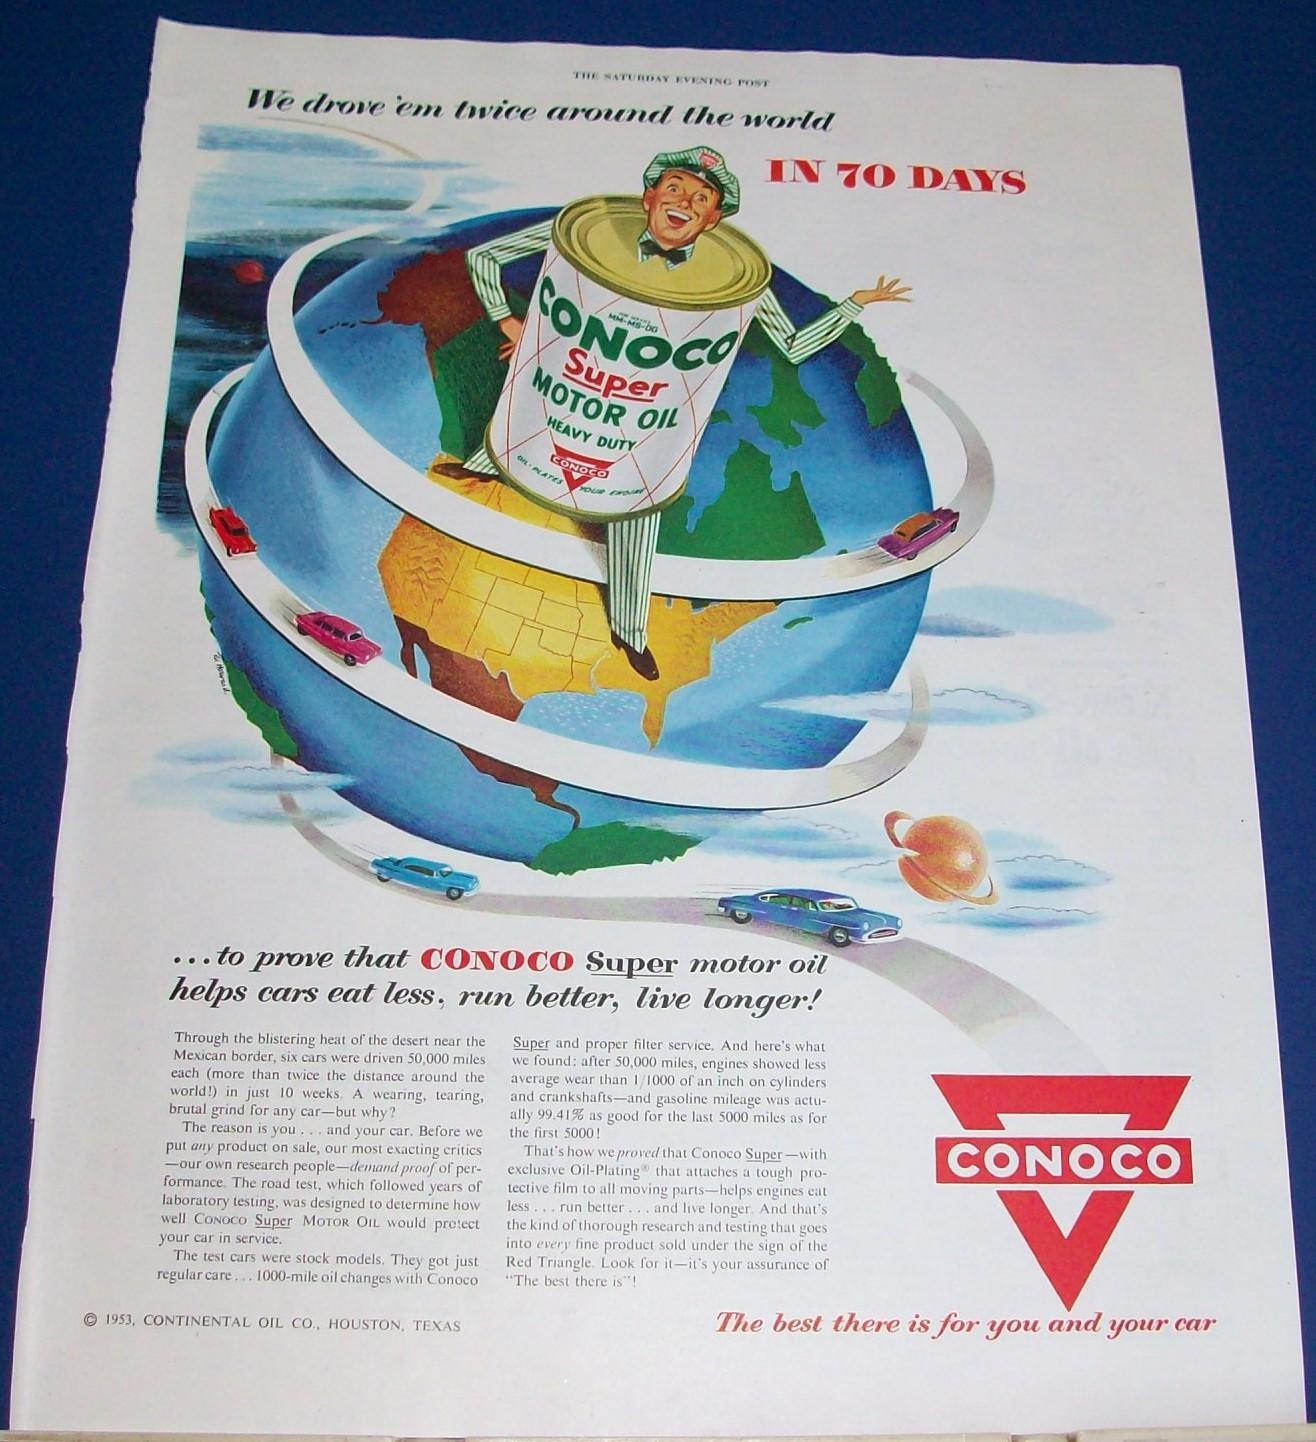 THE SATURDAY EVENING POST
We drove 'em twice around the world
IN 70 DAYS
FOR SERVICE
MM-MS-DG
CONOCO
Super
MOTOR OIL
HEAVY DUTY
CONOCO
OIL-PLATES YOUR ENGINE
...to prove that CONOCO Super motor oil
helps cars eat less, run better, live longer!
Through the blistering heat of the desert near the
Mexican border, six cars were driven 50,000 miles
each (more than twice the distance around the
world!) in just 10 weeks. A wearing, tearing,
brutal grind for any car—but why?
The reason is you . . . and your car. Before we
put any product on sale, our most exacting critics
—our own research people—demand proof of per-
formance. The road test, which followed years of
laboratory testing, was designed to determine how
well CONOCO Super MOTOR OIL would protect
your car in service.
The test cars were stock models. They got just
regular care . . . 1000-mile oil changes with Conoco
Super and proper filter service. And here's what
we found: after 50,000 miles, engines showed less
average wear than 1/1000 of an inch on cylinders
and crankshafts—and gasoline mileage was actu-
ally 99.41% as good for the last 5000 miles as for
the first 5000!
That's how we proved that Conoco Super—with
exclusive Oil-Plating® that attaches a tough pro-
tective film to all moving parts—helps engines eat
less . . . run better . . . and live longer. And that's
the kind of thorough research and testing that goes
into every fine product sold under the sign of the
Red Triangle. Look for it—it's your assurance of
"The best there is"!
CONOCO
© 1953, CONTINENTAL OIL CO., HOUSTON, TEXAS
The best there is for you and your car